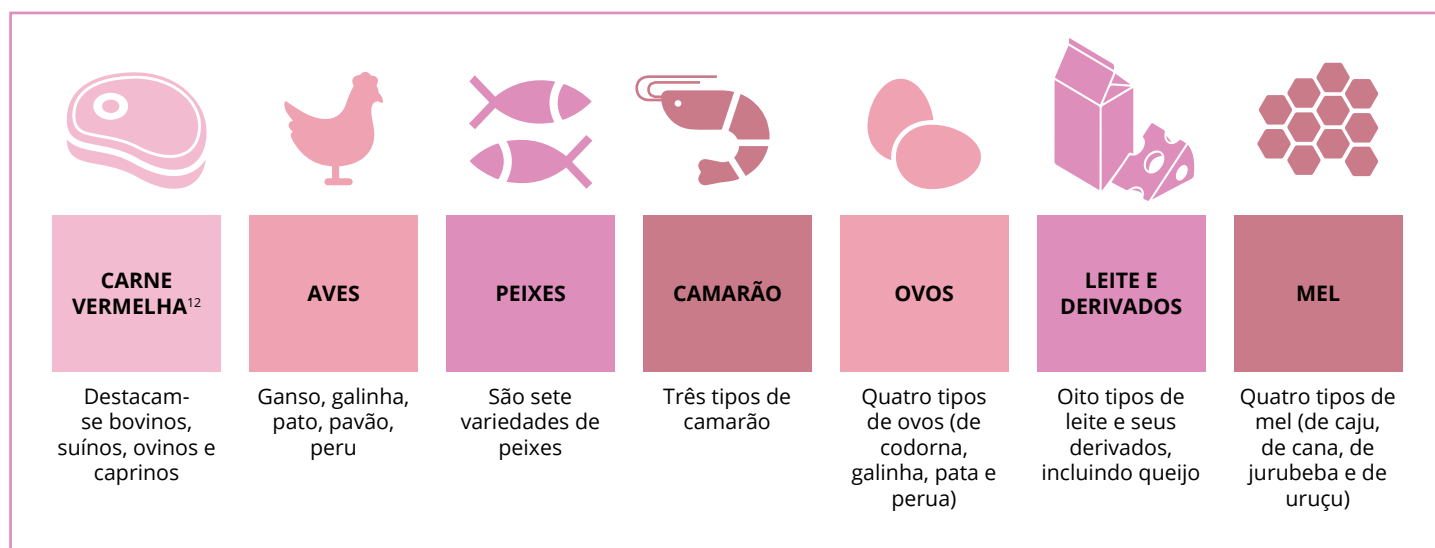 CARNE
VERMELHA¹²
AVES
PEIXES
CAMARÃO
OVOS
LEITE E
DERIVADOS
MEL
Destacam-
se bovinos,
suínos, ovinos e
caprinos
Ganso, galinha,
pato, pavão,
peru
São sete
variedades de
peixes
Três tipos de
camarão
Quatro tipos
de ovos (de
codorna,
galinha, pata e
perua)
Oito tipos de
leite e seus
derivados,
incluindo queijo
Quatro tipos de
mel (de caju,
de cana, de
jurubeba e de
uruçu)